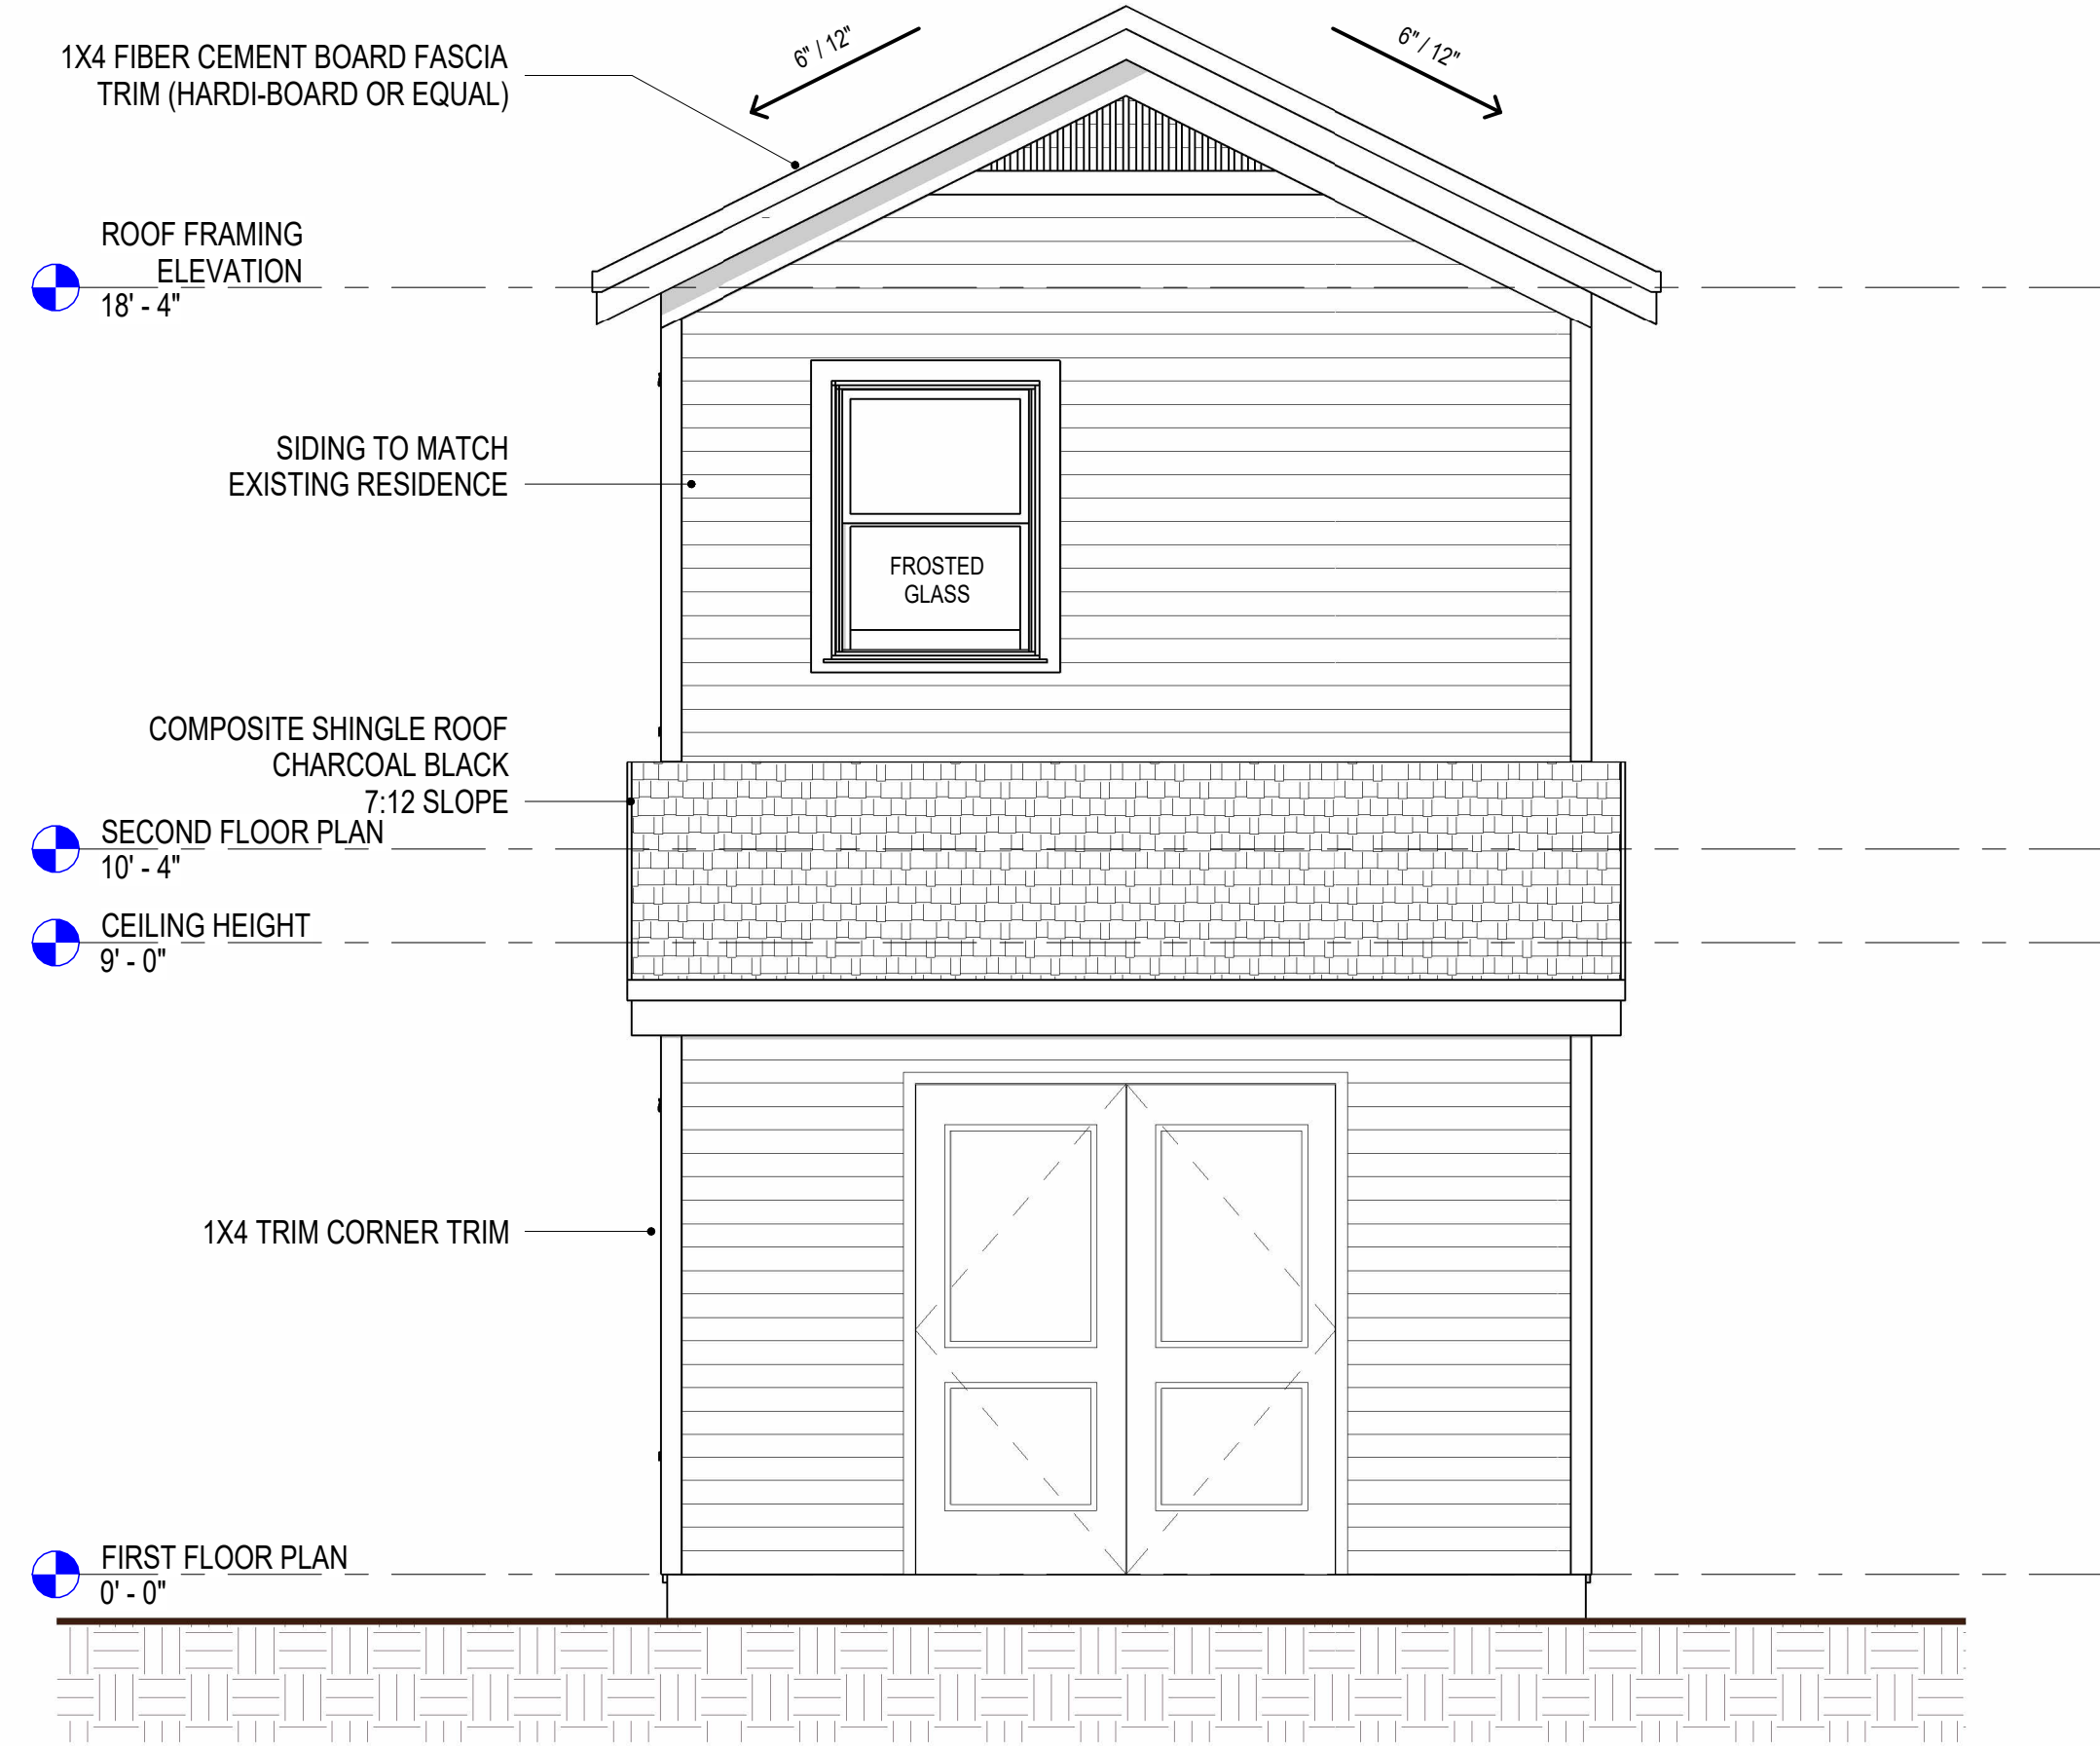 6" / 12"
6" / 12"
1X4 FIBER CEMENT BOARD FASCIA
TRIM (HARDI-BOARD OR EQUAL)
ROOF FRAMING
ELEVATION
18' - 4"
SIDING TO MATCH
EXISTING RESIDENCE
FROSTED
GLASS
COMPOSITE SHINGLE ROOF
CHARCOAL BLACK
7:12 SLOPE
SECOND FLOOR PLAN
10' - 4"
CEILING HEIGHT
9' - 0"
1X4 TRIM CORNER TRIM
FIRST FLOOR PLAN
0' - 0"